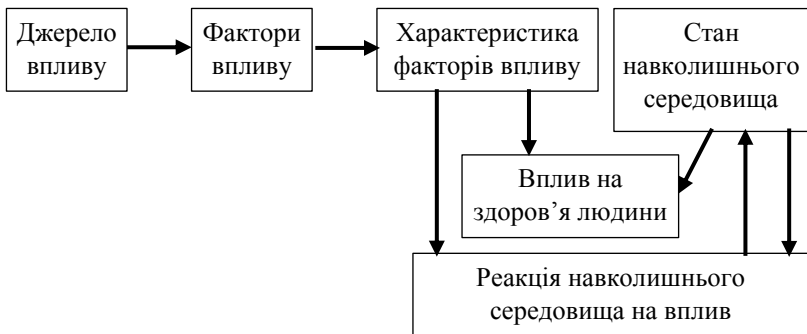 Джерело
впливу
Фактори
впливу
Характеристика
факторів впливу
Стан
навколишнього
середовища
Вплив на
здоров’я людини
Реакція навколишнього
середовища на вплив